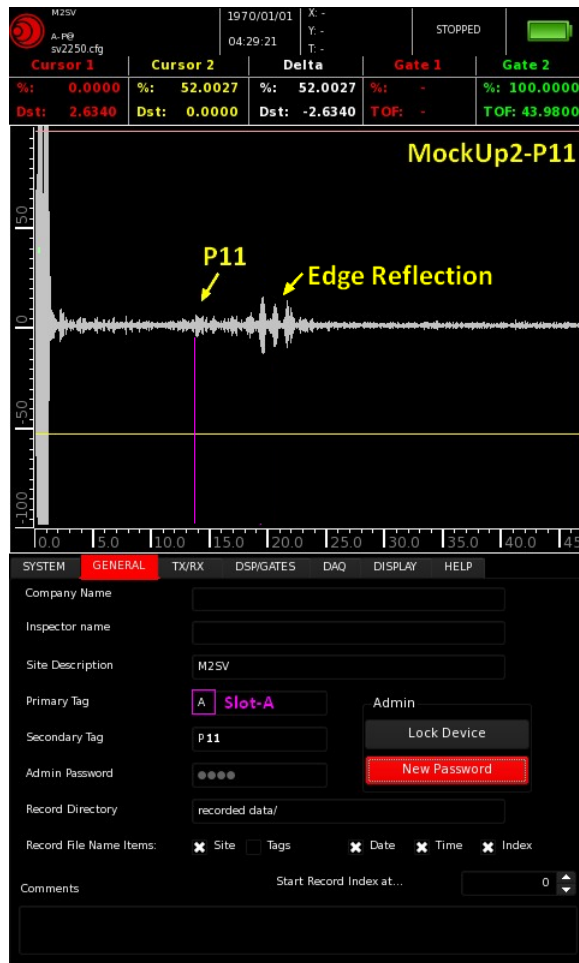 M2SV
1970/01/01
X: -
Y: -
STOPPED
A-P@
sv2250.cfg
04:29:21
T: -
Cursor 1 Cursor 2 Delta Gate 1 Gate 2
%: 0.0000 %: 52.0027 %: 52.0027 %: - %: 100.0000
Dst: 2.6340 Dst: 0.0000 Dst: -2.6340 TOF: - TOF: 43.9800
MockUp2-P11
50
P11
Edge Reflection
0
-50
-100
0.0 5.0 10.0 15.0 20.0 25.0 30.0 35.0 40.0 45
SYSTEM GENERAL TX/RX DSP/GATES DAQ DISPLAY HELP
Company Name
Inspector name
Site Description M2SV
Primary Tag A Slot-A Admin
Secondary Tag P11 Lock Device
Admin Password New Password
Record Directory recorded data/
Record File Name Items: Site Tags Date Time Index
Comments Start Record Index at... 0